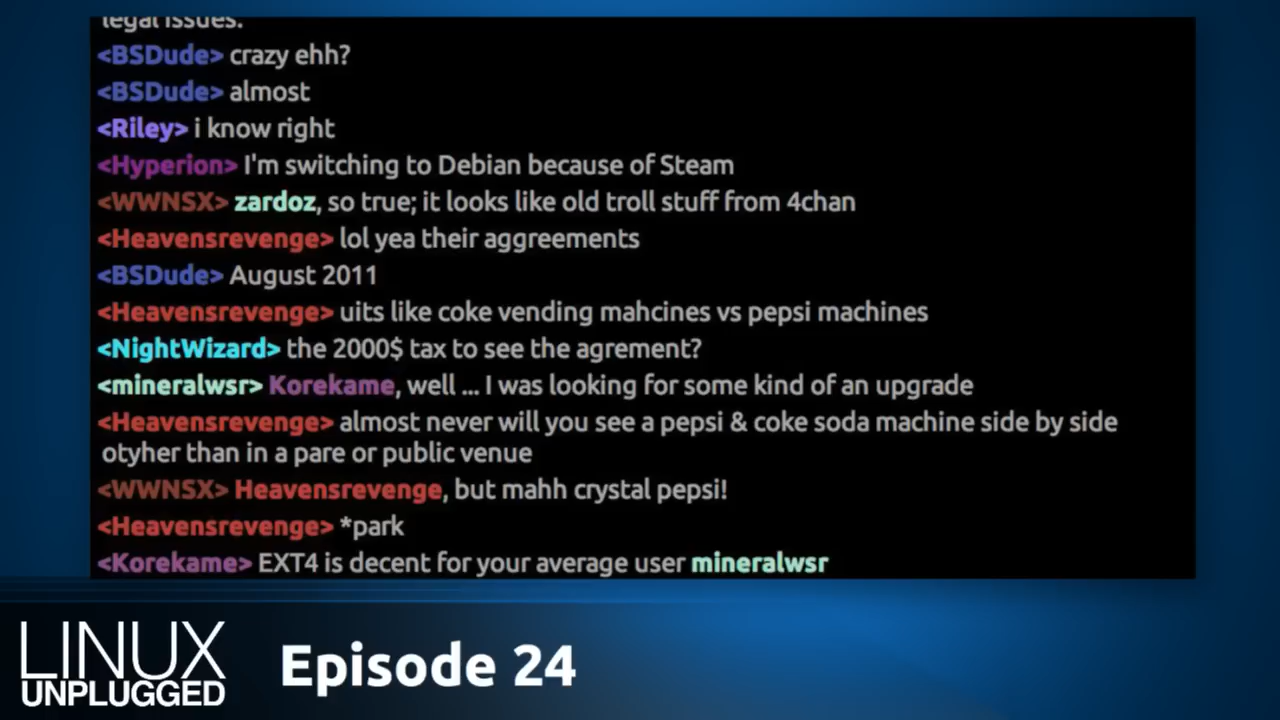 legal issues.
<BSDude> crazy ehh?
<BSDude> almost
<Riley> i know right
<Hyperion> I'm switching to Debian because of Steam
<WWNSX> zardoz, so true; it looks like old troll stuff from 4chan
<Heavensrevenge> lol yea their aggreements
<BSDude> August 2011
<Heavensrevenge> uits like coke vending mahcines vs pepsi machines
<NightWizard> the 2000$ tax to see the agrement?
<mineralwsr> Korekame, well ... I was looking for some kind of an upgrade
<Heavensrevenge> almost never will you see a pepsi & coke soda machine side by side
otyher than in a pare or public venue
<WWNSX> Heavensrevenge, but mahh crystal pepsi!
<Heavensrevenge> *park
<Korekame> EXT4 is decent for your average user mineralwsr
LINUX
UNPLUGGED
Episode 24